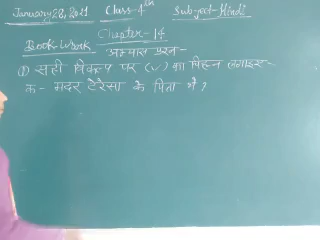 January 28, 2021 Class-4th Subject-Hindi
Chapter-14
Book Work अभ्यास प्रश्न-
(1) सही विकल्प पर (✓) का चिह्न लगाइए-
क- मदर टेरेसा के पिता थे ?